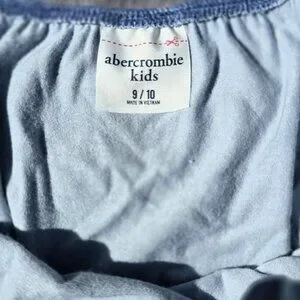 abercrombie
kids
9 / 10
MADE IN VIETNAM